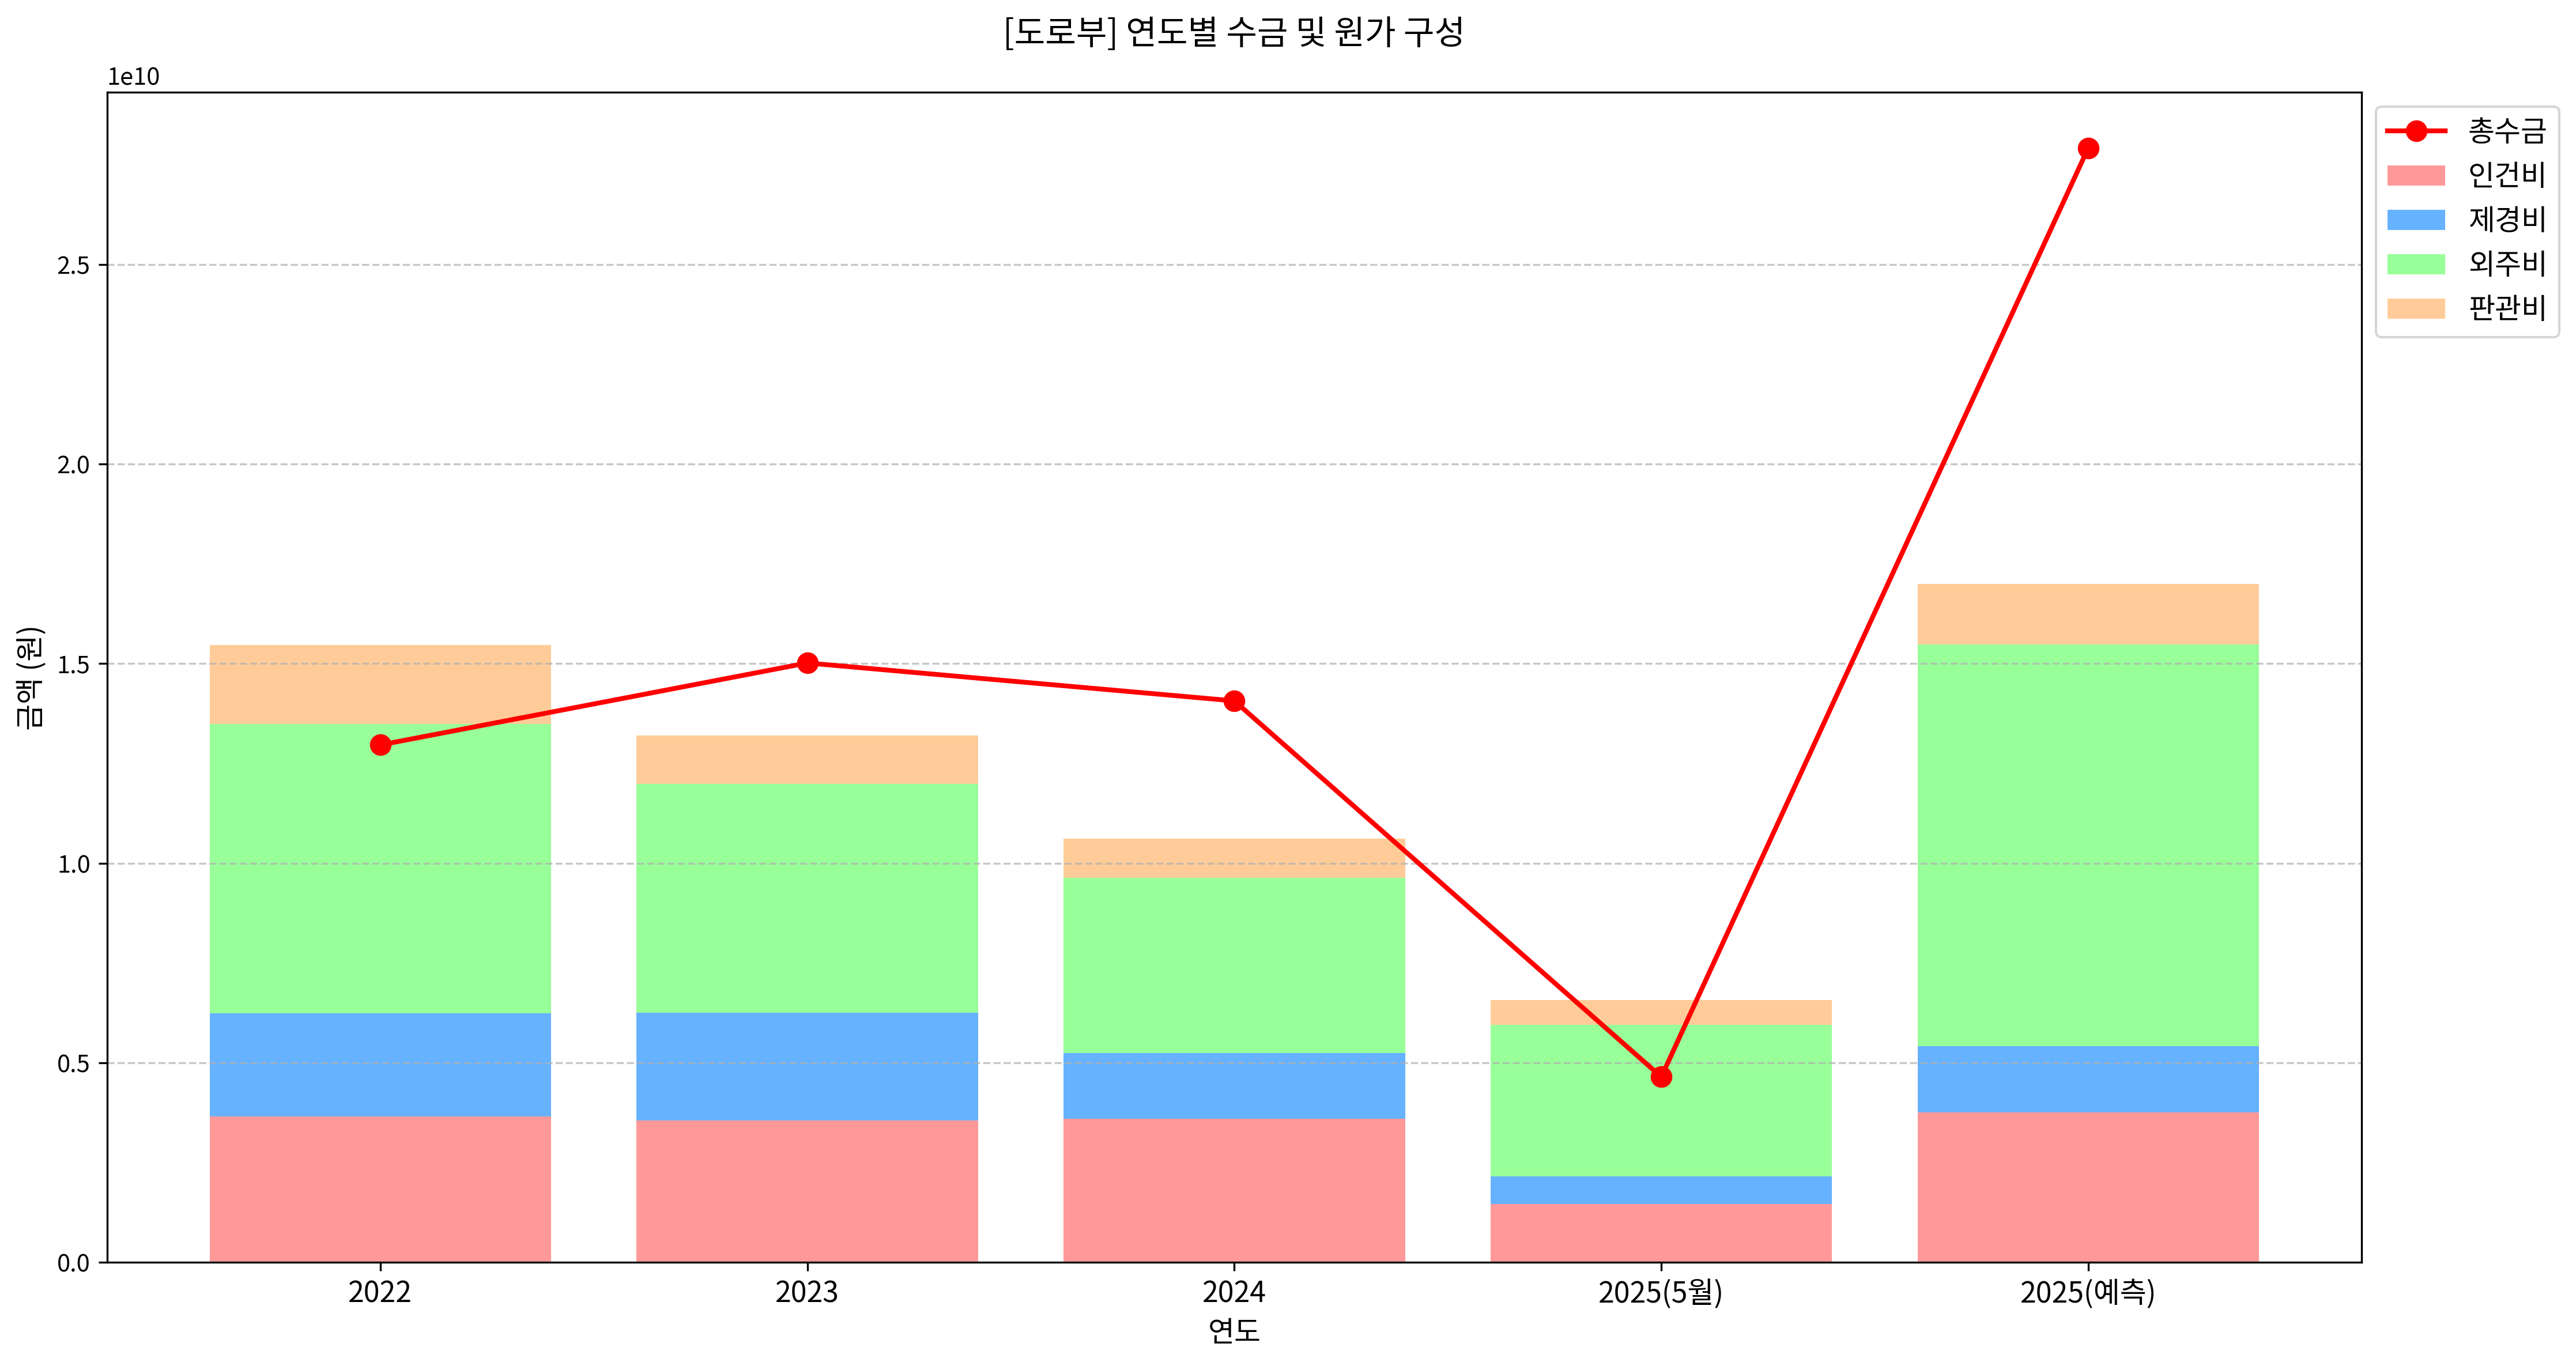 [도로부] 연도별 수금 및 원가 구성
1e10
총수금
인건비
제경비
외주비
판관비
2.5
2.0
1.5
1.0
0.5
0.0
금액 (원)
2022 2023 2024 2025(5월) 2025(예측)
연도